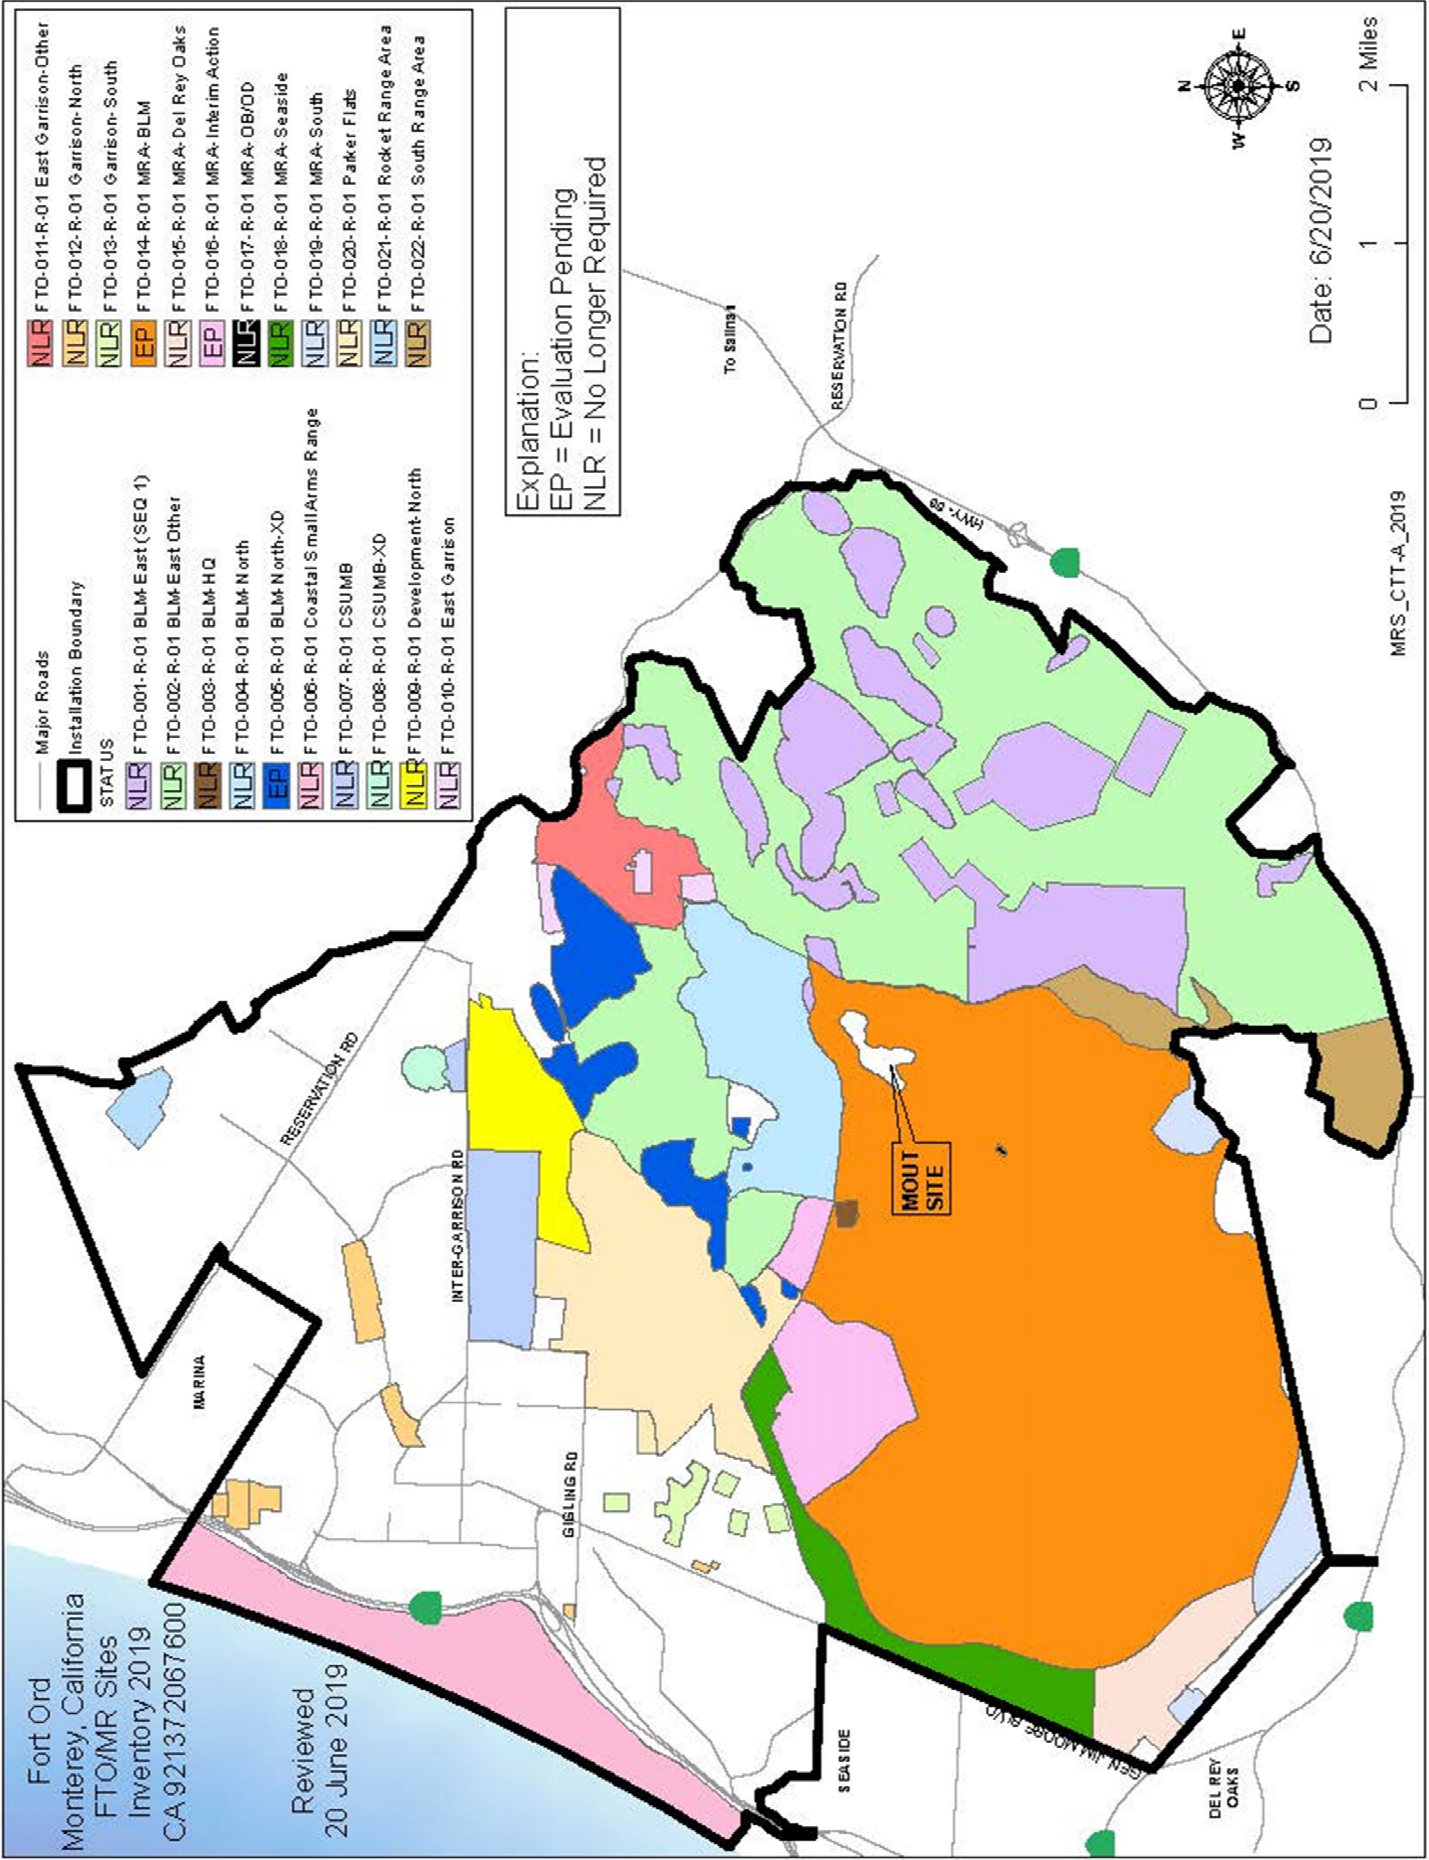 Fort Ord
Monterey, California
FTO/MR Sites
Inventory 2019
CA921372067600
Reviewed
20 June 2019
Major Roads
Installation Boundary
STATUS
NLR FTO-001-R-01 BLM-East (SEQ 1)
NLR FTO-002-R-01 BLM-East Other
NLR FTO-003-R-01 BLM-HQ
NLR FTO-004-R-01 BLM-North
EP FTO-005-R-01 BLM-North-XD
NLR FTO-006-R-01 Coastal Small Arms Range
NLR FTO-007-R-01 CSUMB
NLR FTO-008-R-01 CSUMB-XD
NLR FTO-009-R-01 Development-North
NLR FTO-010-R-01 East Garrison
NLR FTO-011-R-01 East Garrison-Other
NLR FTO-012-R-01 Garrison-North
NLR FTO-013-R-01 Garrison-South
EP FTO-014-R-01 MRA-BLM
NLR FTO-015-R-01 MRA-Del Rey Oaks
EP FTO-016-R-01 MRA-Interim Action
NLR FTO-017-R-01 MRA-OB/OD
NLR FTO-018-R-01 MRA-Seaside
NLR FTO-019-R-01 MRA-South
NLR FTO-020-R-01 Parker Flats
NLR FTO-021-R-01 Rocket Range Area
NLR FTO-022-R-01 South Range Area
Explanation:
EP = Evaluation Pending
NLR = No Longer Required
MARINA
RESERVATION RD
INTER-GARRISON RD
GIGLING RD
To Salinas
RESERVATION RD
HWY. 68
MOUT
SITE
SEASIDE
GEN JIM MOORE BLVD
DEL REY
OAKS
N
W
E
S
Date: 6/20/2019
0 1 2 Miles
MRS_CTT-A_2019